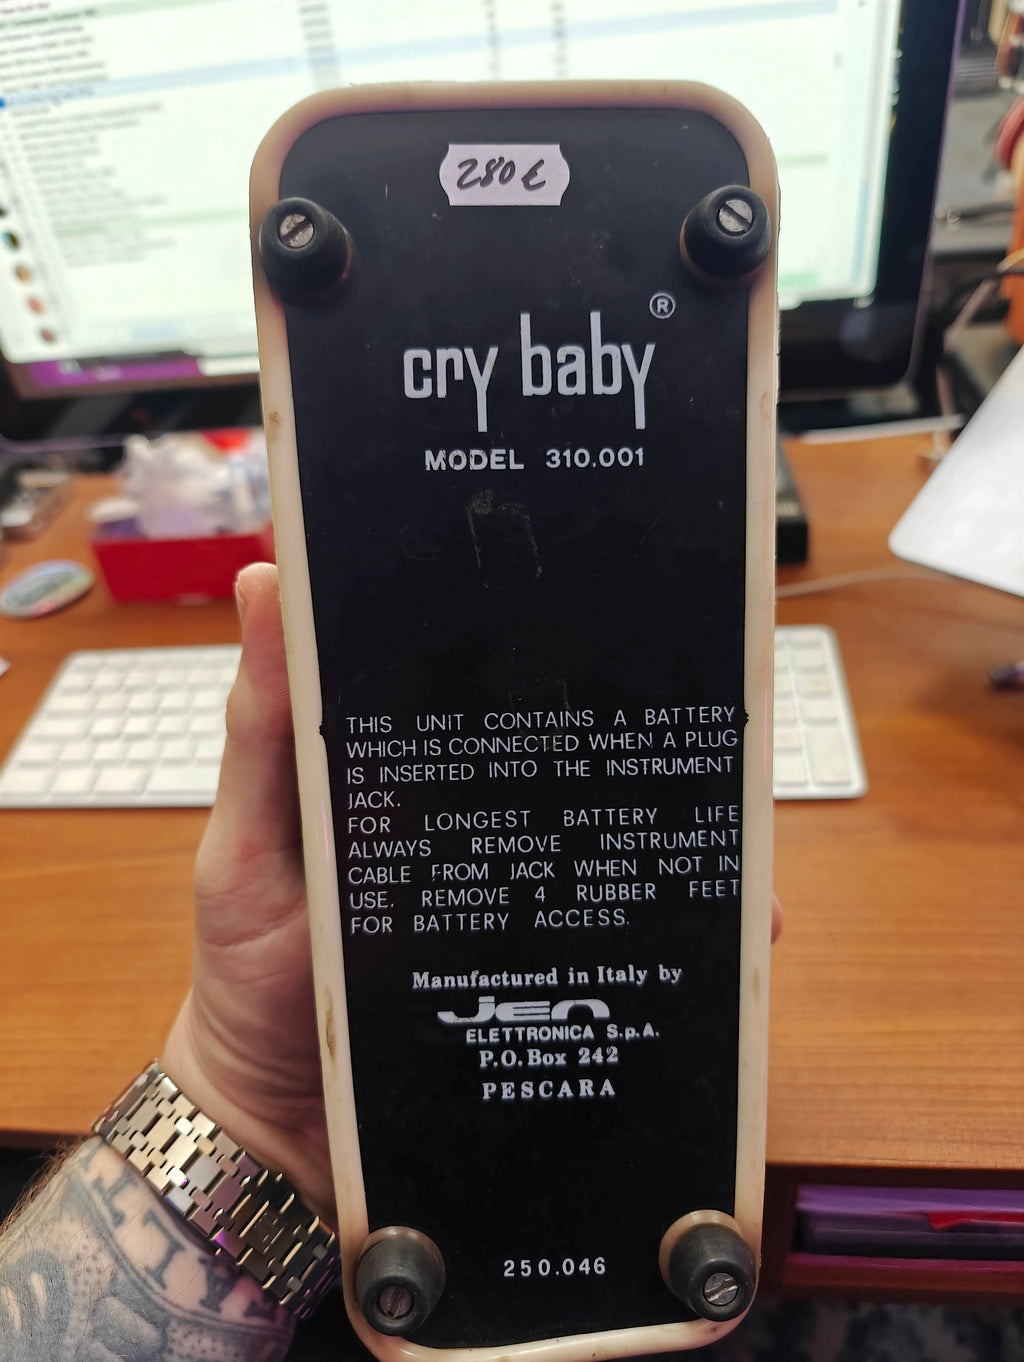 280€
cry baby ®
MODEL 310.001
THIS UNIT CONTAINS A BATTERY
WHICH IS CONNECTED WHEN A PLUG
IS INSERTED INTO THE INSTRUMENT
JACK.
FOR LONGEST BATTERY LIFE
ALWAYS REMOVE INSTRUMENT
CABLE FROM JACK WHEN NOT IN
USE. REMOVE 4 RUBBER FEET
FOR BATTERY ACCESS.
Manufactured in Italy by
Jen
ELETTRONICA S.p.A.
P.O. Box 242
PESCARA
250.046